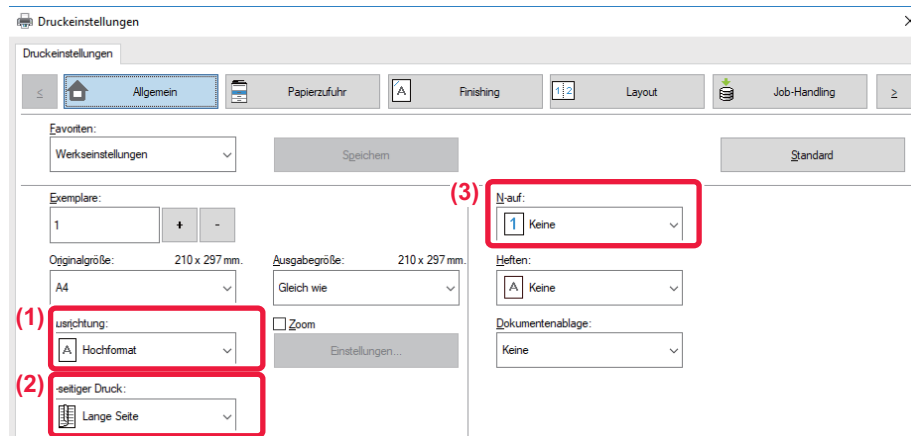 Druckeinstellungen
Druckeinstellungen
< Allgemein Papierzufuhr A Finishing 1 2 Layout Job-Handling >
Favoriten:
Werkseinstellungen Speichern Standard
(3)
Exemplare: N-auf:
1 + - 1 Keine
Originalgröße: 210 x 297 mm. Ausgabegröße: 210 x 297 mm. Heften:
A4 Gleich wie A Keine
(1) usrichtung: Zoom Dokumentenablage:
A Hochformat Einstellungen... Keine
(2) -seitiger Druck:
Lange Seite